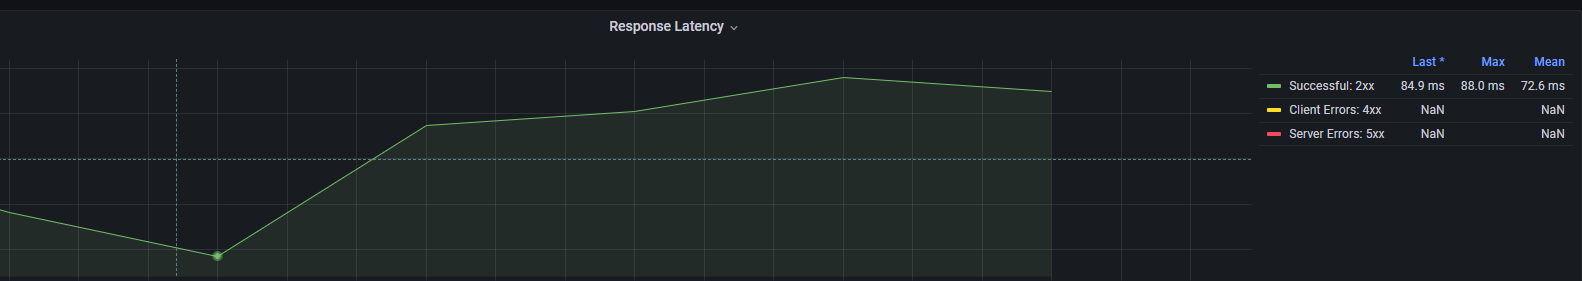 Response Latency
Last * Max Mean
Successful: 2xx 84.9 ms 88.0 ms 72.6 ms
Client Errors: 4xx NaN NaN
Server Errors: 5xx NaN NaN